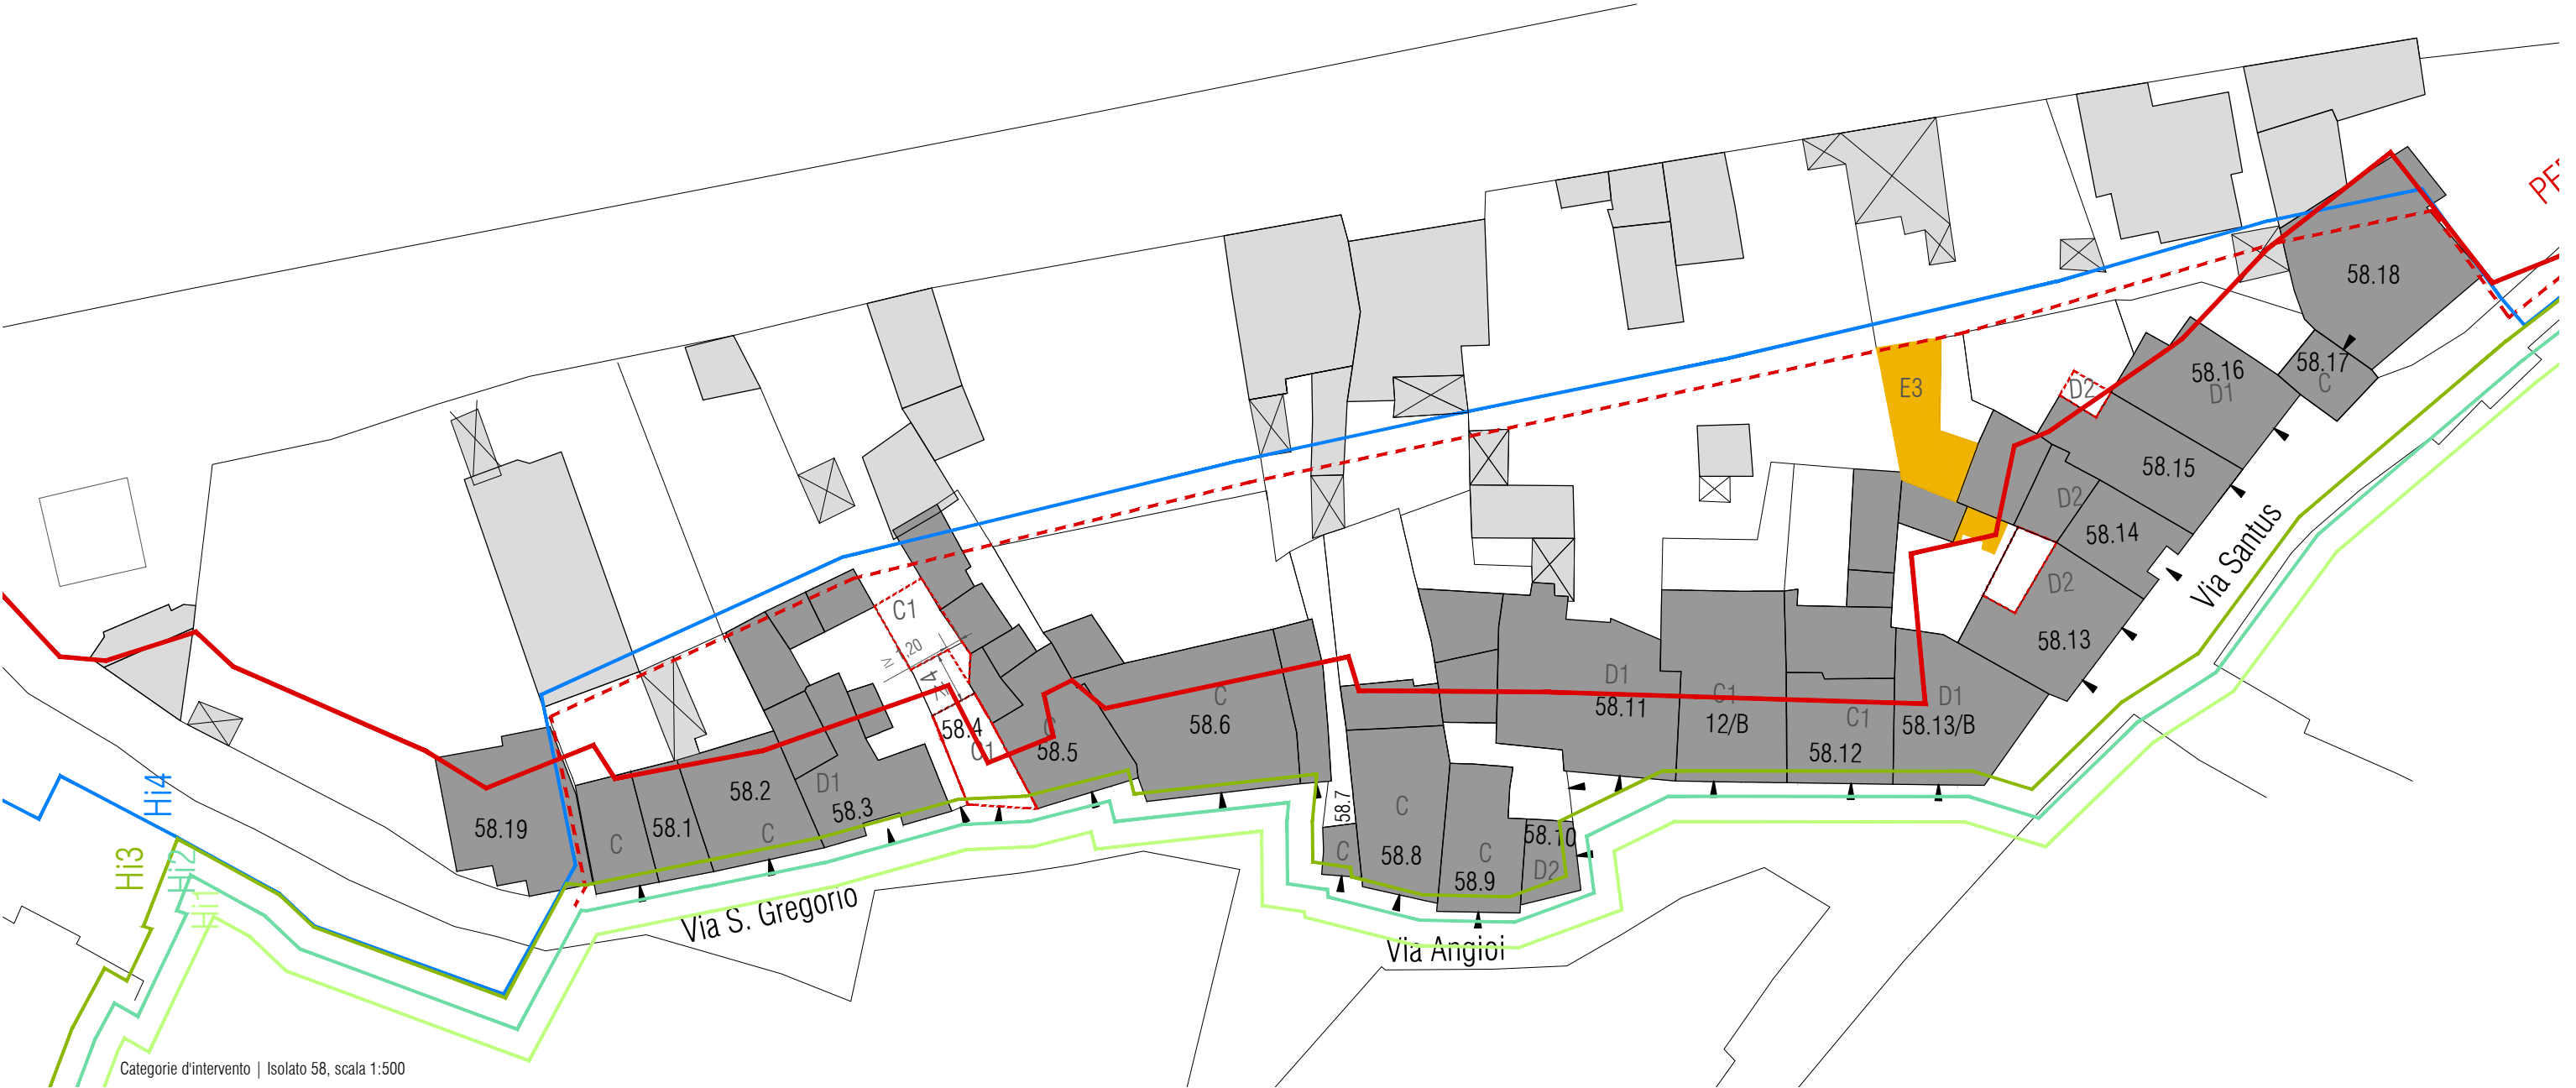 PF
58.18
58.17
C
58.16
D1
D2
E3
58.15
D2
58.14
D2
58.13
Via Santus
C1
1.20
58.4
C1
C
58.5
C
58.6
D1
58.11
C1
12/B
C1
58.12
D1
58.13/B
58.19
C
58.1
58.2
C
D1
58.3
58.7
C
C
58.8
C
58.9
58.10
D2
Hi4
Hi3
Hi2
Hi1
Via S. Gregorio
Via Angioi
Categorie d'intervento | Isolato 58, scala 1:500